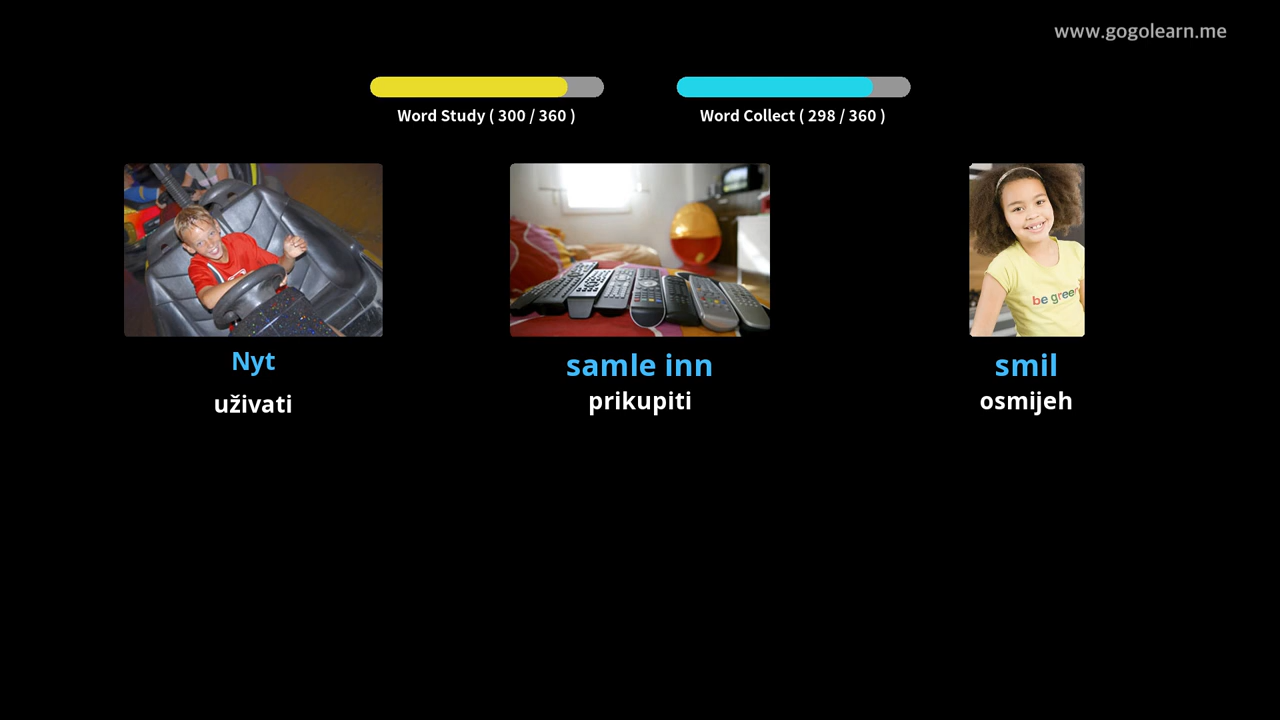 www.gogolearn.me
Word Study ( 300 / 360 )
Word Collect ( 298 / 360 )
be green
Nyt
samle inn
smil
uživati
prikupiti
osmijeh